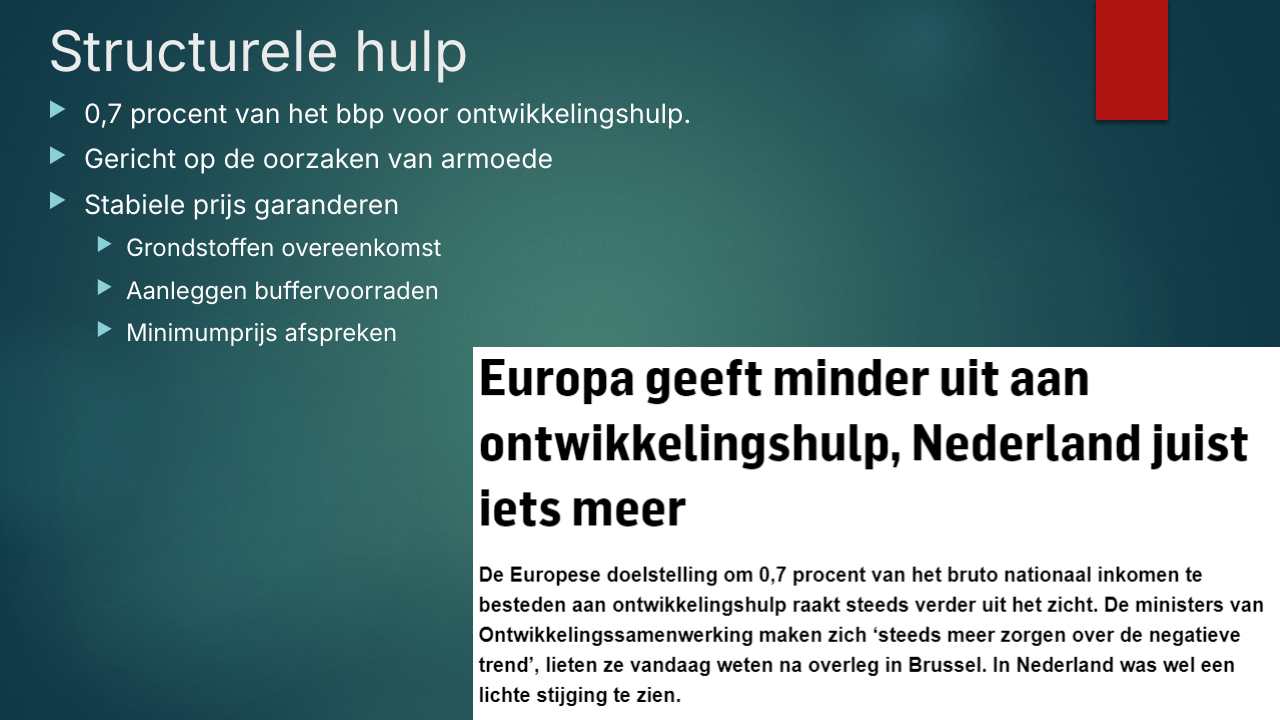 Structurele hulp
0,7 procent van het bbp voor ontwikkelingshulp.
Gericht op de oorzaken van armoede
Stabiele prijs garanderen
Grondstoffen overeenkomst
Aanleggen buffervoorraden
Minimumprijs afspreken
Europa geeft minder uit aan
ontwikkelingshulp, Nederland juist
iets meer
De Europese doelstelling om 0,7 procent van het bruto nationaal inkomen te
besteden aan ontwikkelingshulp raakt steeds verder uit het zicht. De ministers van
Ontwikkelingssamenwerking maken zich ‘steeds meer zorgen over de negatieve
trend’, lieten ze vandaag weten na overleg in Brussel. In Nederland was wel een
lichte stijging te zien.